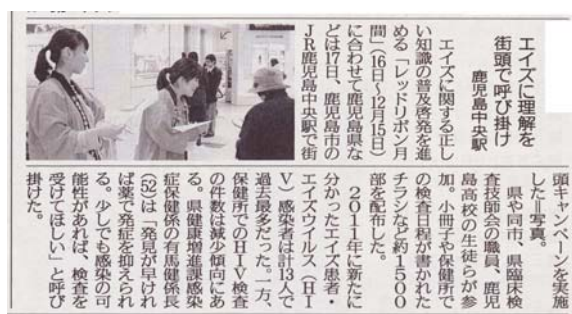 エイズに理解を
街頭で呼び掛け
鹿児島中央駅
エイズに関する正し
い知識の普及啓発を進
める「レッドリボン月
間」(16日~12月15日)
に合わせて鹿児島県な
どは17日、鹿児島市の
JR鹿児島中央駅で街
頭キャンペーンを実施
した=写真。
県や同市、県臨床検
査技師会の職員、鹿児
島高校の生徒らが参
加。小冊子や保健所で
の検査日程が書かれた
チラシなど約1500
部を配布した。
2011年に新たに
分かったエイズ患者・
エイズウイルス(HI
V)感染者は計13人で
過去最多だった。一方、
保健所でのHIV検査
の件数は減少傾向にあ
る。県健康増進課感染
症保健係の有馬健係長
(52)は「発見が早けれ
ば薬で発症を抑えられ
る。少しでも感染の可
能性があれば、検査を
受けてほしい」と呼び
掛けた。